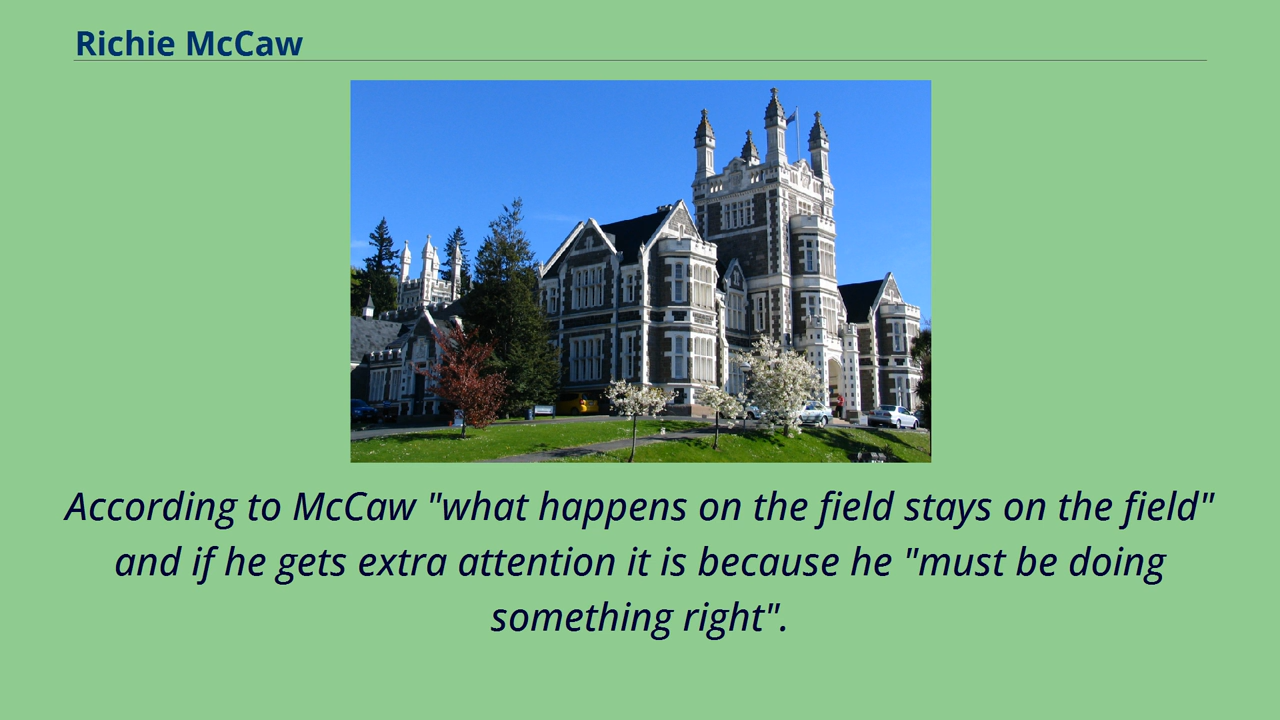 Richie McCaw
According to McCaw "what happens on the field stays on the field"
and if he gets extra attention it is because he "must be doing
something right".